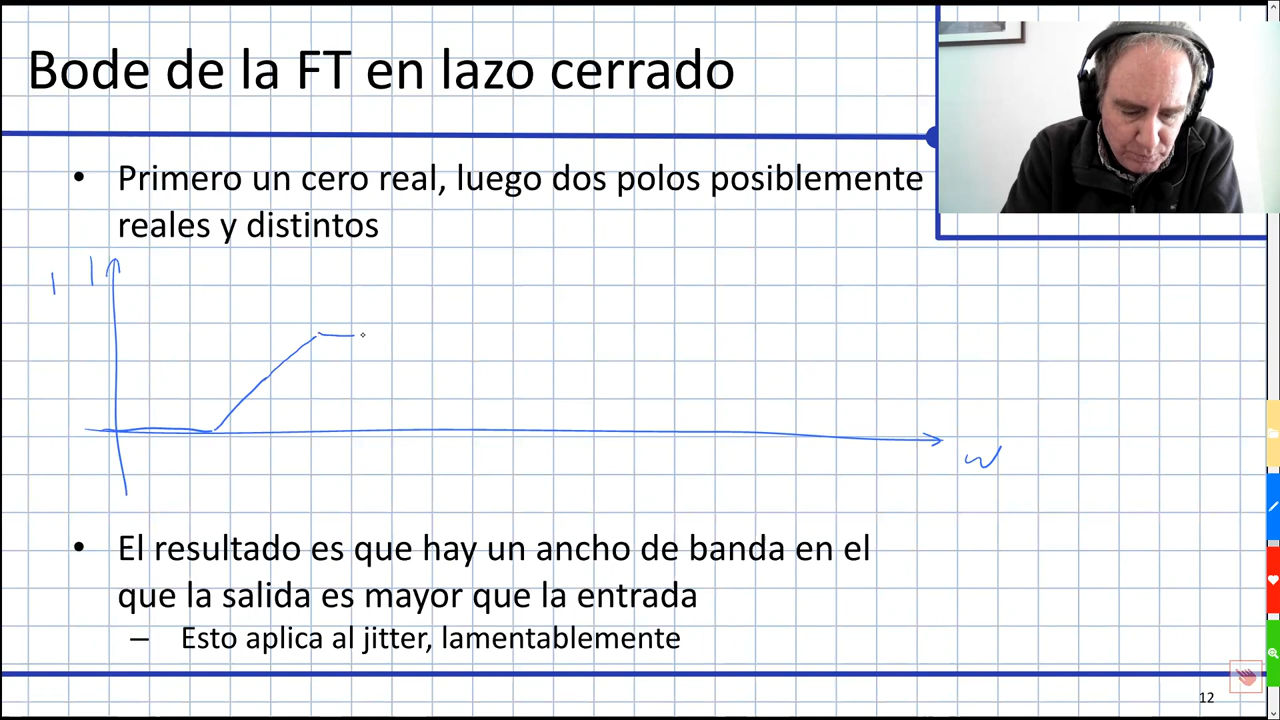 Bode de la FT en lazo cerrado
• Primero un cero real, luego dos polos posiblemente
reales y distintos
| |
w
• El resultado es que hay un ancho de banda en el
que la salida es mayor que la entrada
– Esto aplica al jitter, lamentablemente
12